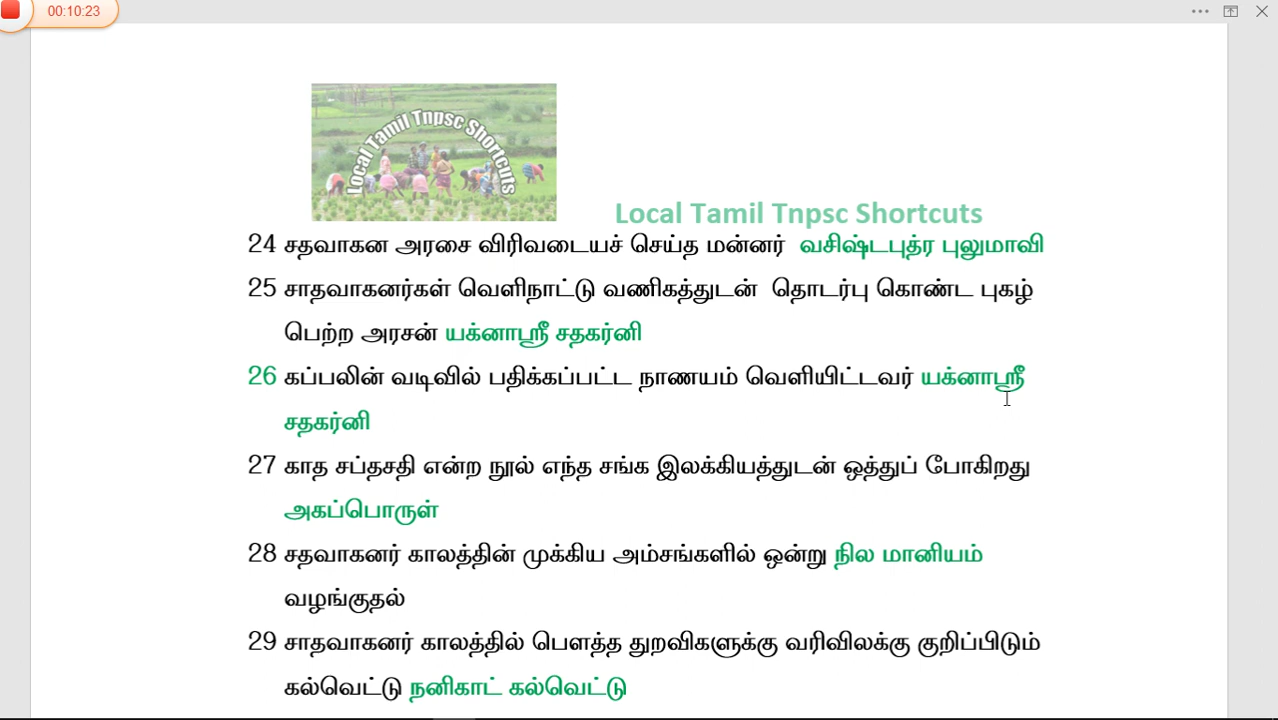 00:10:23
Local Tamil Tnpsc Shortcuts
Local Tamil Tnpsc Shortcuts
24 சதவாகன அரசை விரிவடையச் செய்த மன்னர் வசிஷ்டபுத்ர புலுமாவி
25 சாதவாகனர்கள் வெளிநாட்டு வணிகத்துடன் தொடர்பு கொண்ட புகழ்
பெற்ற அரசன் யக்னாஸ்ரீ சதகர்னி
26 கப்பலின் வடிவில் பதிக்கப்பட்ட நாணயம் வெளியிட்டவர் யக்னாஸ்ரீ
சதகர்னி
27 காத சப்தசதி என்ற நூல் எந்த சங்க இலக்கியத்துடன் ஒத்துப் போகிறது
அகப்பொருள்
28 சதவாகனர் காலத்தின் முக்கிய அம்சங்களில் ஒன்று நில மானியம்
வழங்குதல்
29 சாதவாகனர் காலத்தில் பௌத்த துறவிகளுக்கு வரிவிலக்கு குறிப்பிடும்
கல்வெட்டு நனிகாட் கல்வெட்டு